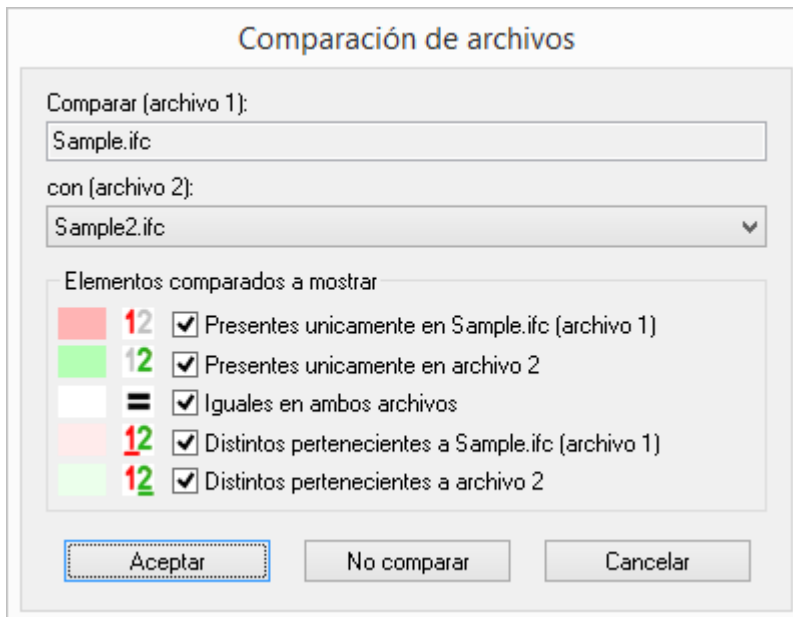 Comparación de archivos
Comparar (archivo 1):
Sample.ifc
con (archivo 2):
Sample2.ifc
Elementos comparados a mostrar
12 Presentes unicamente en Sample.ifc (archivo 1)
12 Presentes unicamente en archivo 2
= Iguales en ambos archivos
12 Distintos pertenecientes a Sample.ifc (archivo 1)
12 Distintos pertenecientes a archivo 2
Aceptar No comparar Cancelar